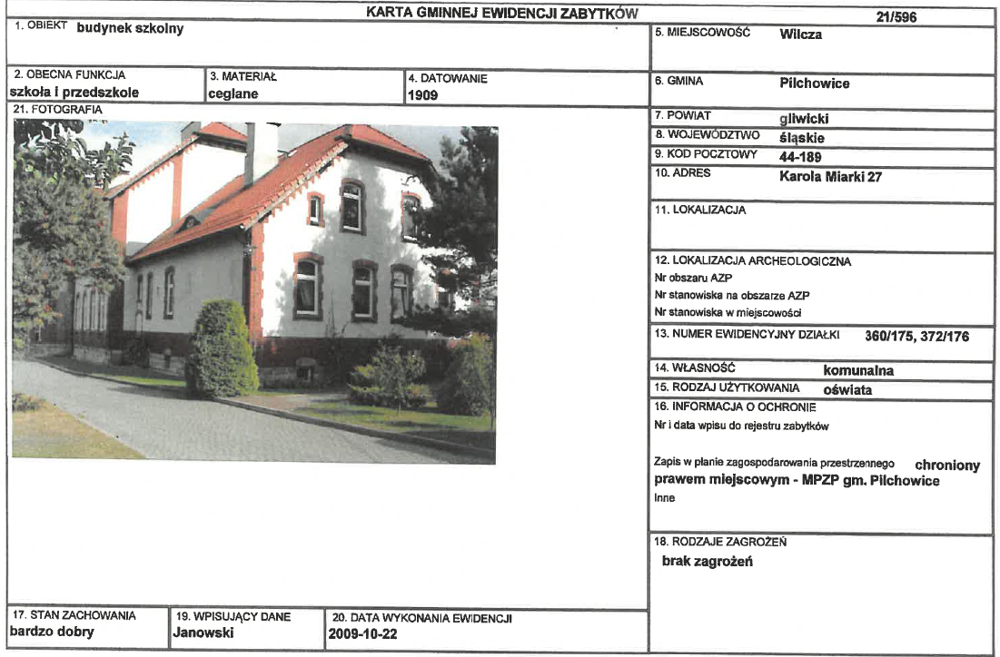 KARTA GMINNEJ EWIDENCJI ZABYTKÓW 21/596
1. OBIEKT budynek szkolny
2. OBECNA FUNKCJA
szkoła i przedszkole
3. MATERIAŁ
ceglane
4. DATOWANIE
1909
21. FOTOGRAFIA
5. MIEJSCOWOŚĆ Wilcza
6. GMINA Pilchowice
7. POWIAT gliwicki
8. WOJEWÓDZTWO śląskie
9. KOD POCZTOWY 44-189
10. ADRES Karola Miarki 27
11. LOKALIZACJA
12. LOKALIZACJA ARCHEOLOGICZNA
Nr obszaru AZP
Nr stanowiska na obszarze AZP
Nr stanowiska w miejscowości
13. NUMER EWIDENCYJNY DZIAŁKI 360/175, 372/176
14. WŁASNOŚĆ komunalna
15. RODZAJ UŻYTKOWANIA oświata
16. INFORMACJA O OCHRONIE
Nr i data wpisu do rejestru zabytków
Zapis w planie zagospodarowania przestrzennego chroniony
prawem miejscowym - MPZP gm. Pilchowice
Inne
18. RODZAJE ZAGROŻEŃ
brak zagrożeń
17. STAN ZACHOWANIA
bardzo dobry
19. WPISUJĄCY DANE
Janowski
20. DATA WYKONANIA EWIDENCJI
2009-10-22